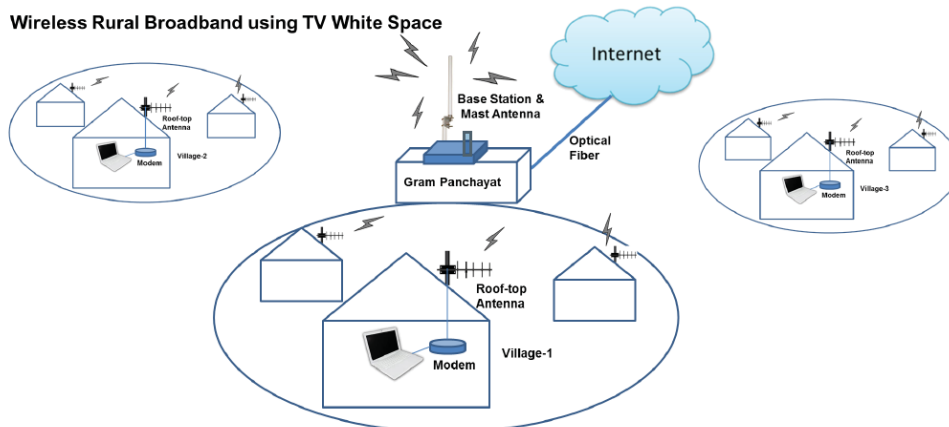 Wireless Rural Broadband using TV White Space
Internet
Base Station &
Mast Antenna
Optical
Fiber
Gram Panchayat
Roof-top
Antenna
Modem
Village-2
Roof-top
Antenna
Modem
Village-3
Roof-top
Antenna
Modem
Village-1